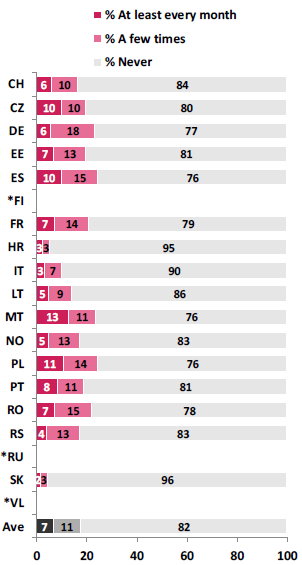 % At least every month
% A few times
% Never
CH 6 10 84
CZ 10 10 80
DE 6 18 77
EE 7 13 81
ES 10 15 76
*FI
FR 7 14 79
HR 3 3 95
IT 3 7 90
LT 5 9 86
MT 13 11 76
NO 5 13 83
PL 11 14 76
PT 8 11 81
RO 7 15 78
RS 4 13 83
*RU
SK 2 3 96
*VL
Ave 7 11 82
0 20 40 60 80 100